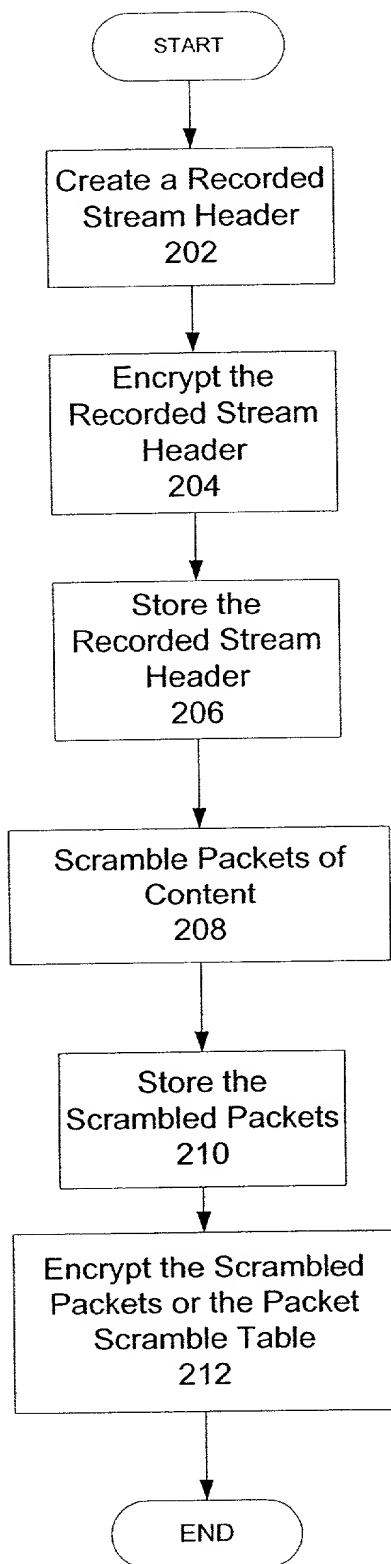 START
Create a Recorded
Stream Header
202
Encrypt the
Recorded Stream
Header
204
Store the
Recorded Stream
Header
206
Scramble Packets of
Content
208
Store the
Scrambled Packets
210
Encrypt the Scrambled
Packets or the Packet
Scramble Table
212
END